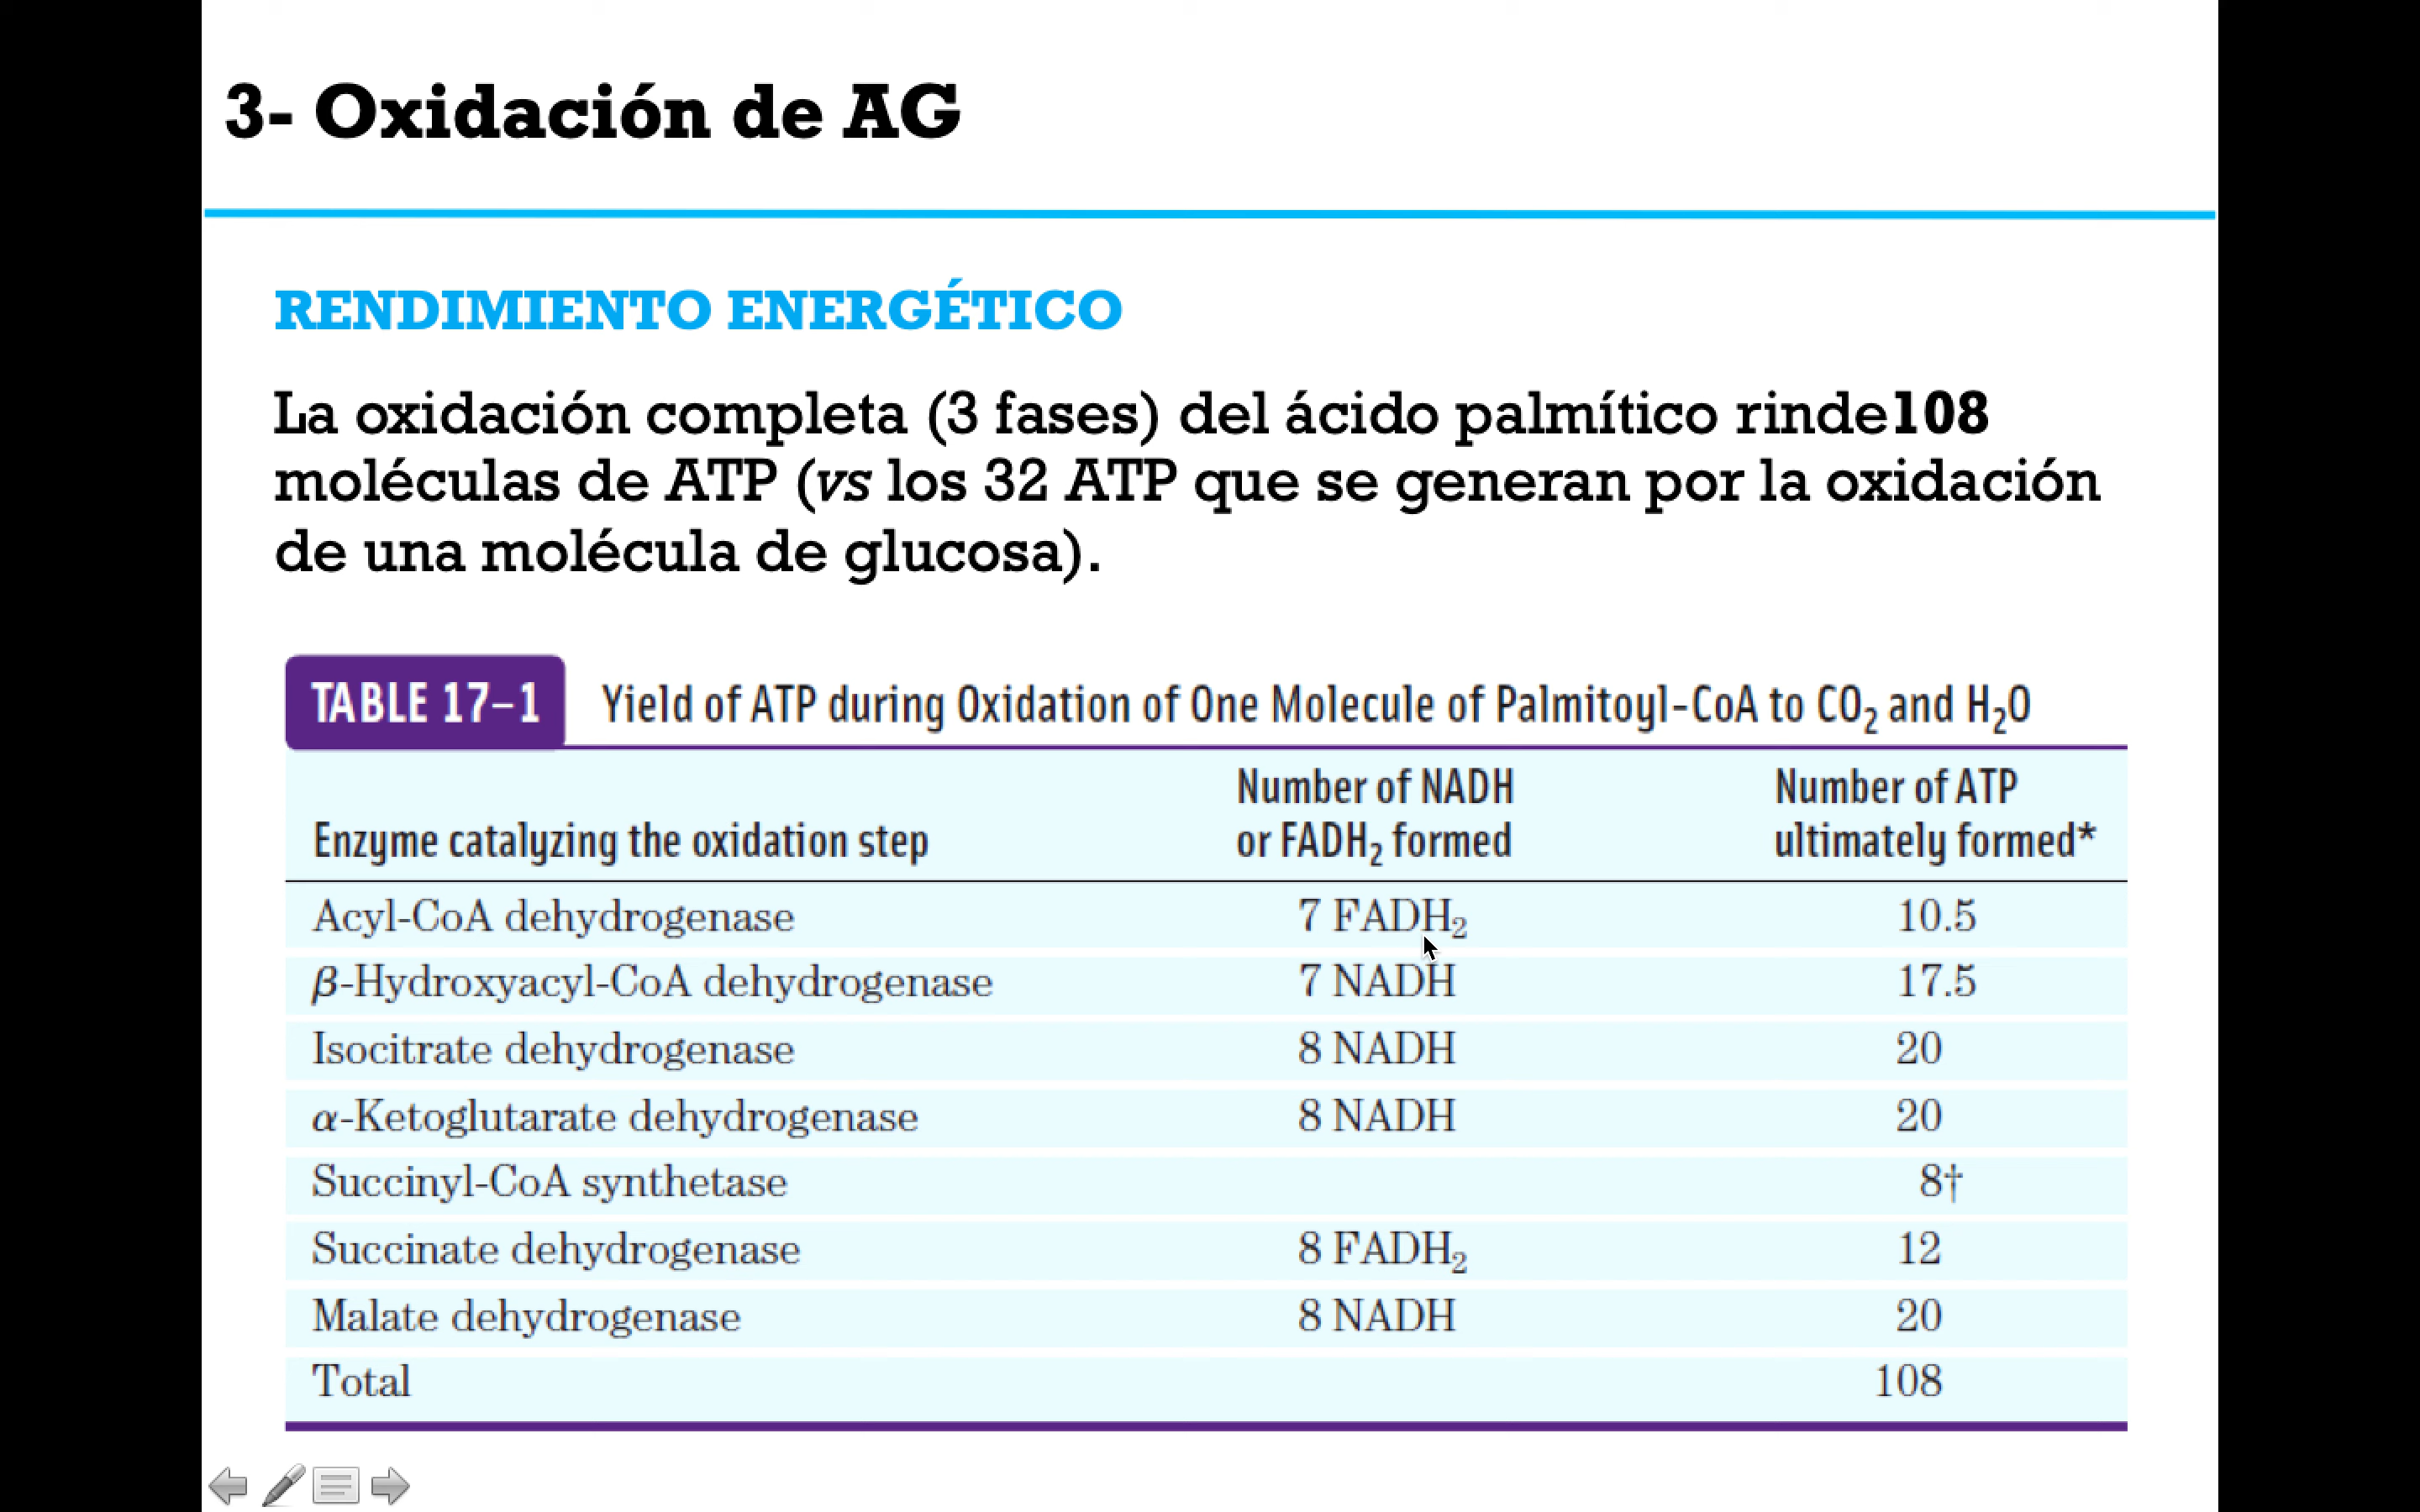 3- Oxidación de AG
RENDIMIENTO ENERGÉTICO
La oxidación completa (3 fases) del ácido palmítico rinde108
moléculas de ATP (vs los 32 ATP que se generan por la oxidación
de una molécula de glucosa).
TABLE 17–1 Yield of ATP during Oxidation of One Molecule of Palmitoyl-CoA to CO₂ and H₂O
Enzyme catalyzing the oxidation step Number of NADH or FADH₂ formed Number of ATP ultimately formed*
Acyl-CoA dehydrogenase 7 FADH₂ 10.5
β-Hydroxyacyl-CoA dehydrogenase 7 NADH 17.5
Isocitrate dehydrogenase 8 NADH 20
α-Ketoglutarate dehydrogenase 8 NADH 20
Succinyl-CoA synthetase 8†
Succinate dehydrogenase 8 FADH₂ 12
Malate dehydrogenase 8 NADH 20
Total 108